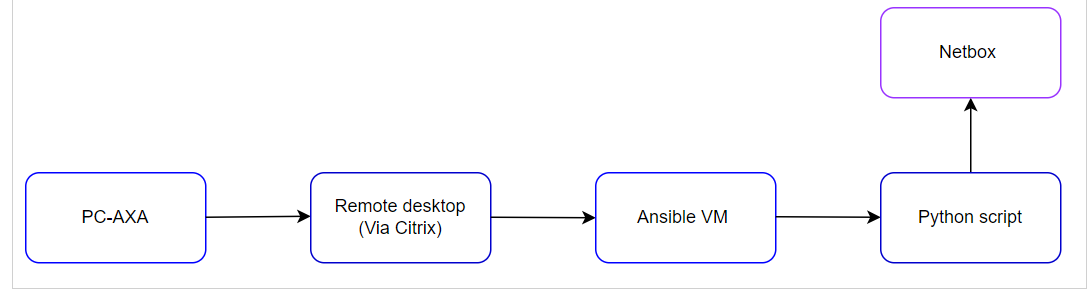 Netbox
PC-AXA
Remote desktop
(Via Citrix)
Ansible VM
Python script